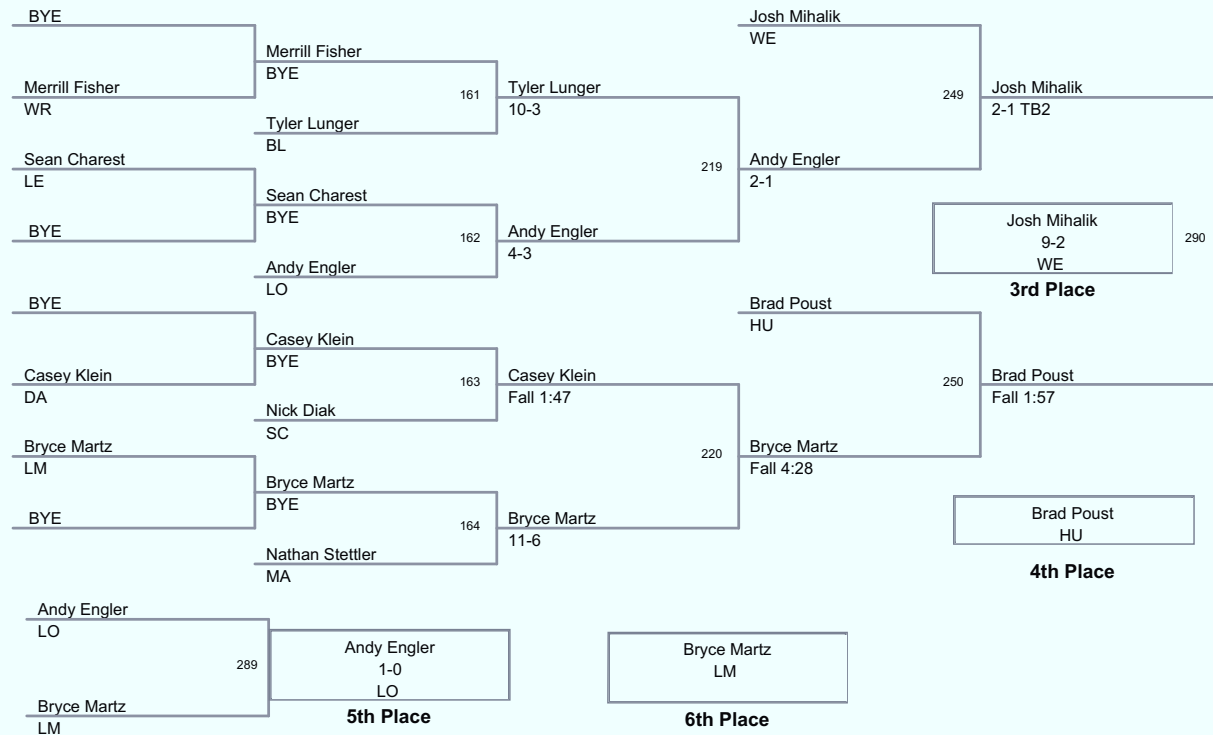 BYE
Merrill Fisher
WR
Sean Charest
LE
BYE
BYE
Casey Klein
DA
Bryce Martz
LM
BYE
Merrill Fisher
BYE
161
Tyler Lunger
BL
Sean Charest
BYE
162
Andy Engler
LO
Casey Klein
BYE
163
Nick Diak
SC
Bryce Martz
BYE
164
Nathan Stettler
MA
Tyler Lunger
10-3
219
Andy Engler
4-3
Casey Klein
Fall 1:47
220
Bryce Martz
11-6
Josh Mihalik
WE
249
Andy Engler
2-1
Brad Poust
HU
250
Bryce Martz
Fall 4:28
Josh Mihalik
2-1 TB2
Josh Mihalik
9-2
WE
290
3rd Place
Brad Poust
Fall 1:57
Brad Poust
HU
4th Place
Andy Engler
LO
289
Bryce Martz
LM
Andy Engler
1-0
LO
5th Place
Bryce Martz
LM
6th Place